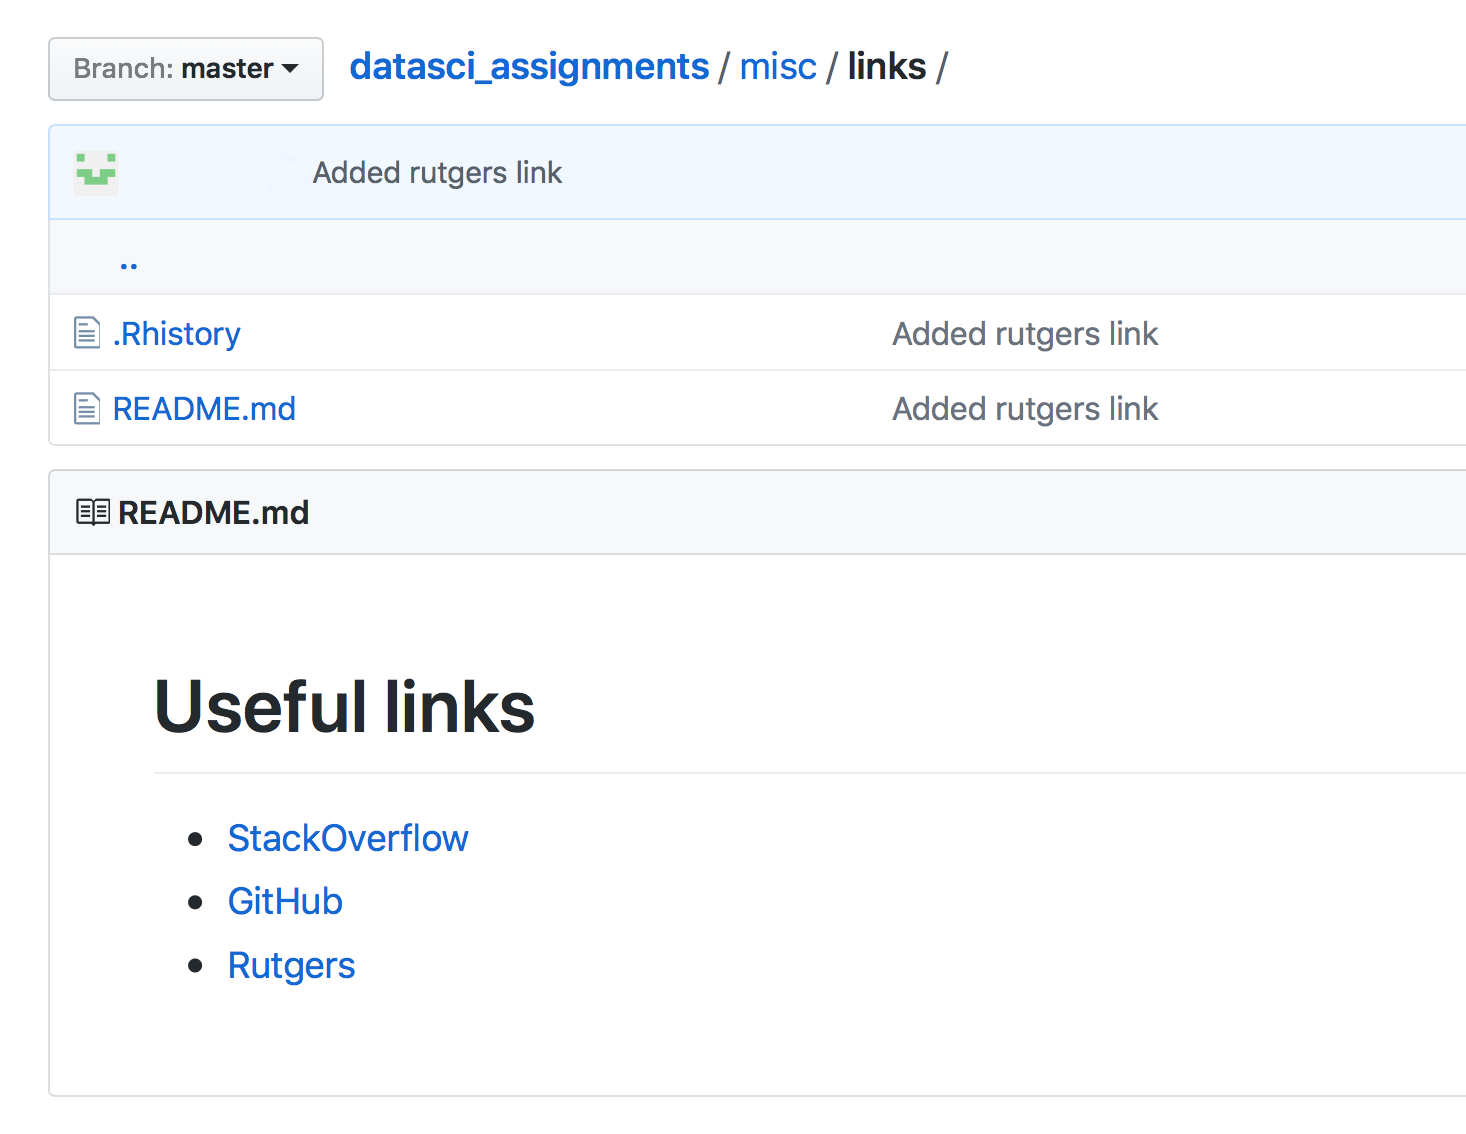 Branch: master datasci_assignments / misc / links /
Added rutgers link
..
.Rhistory Added rutgers link
README.md Added rutgers link
README.md
Useful links
• StackOverflow
• GitHub
• Rutgers